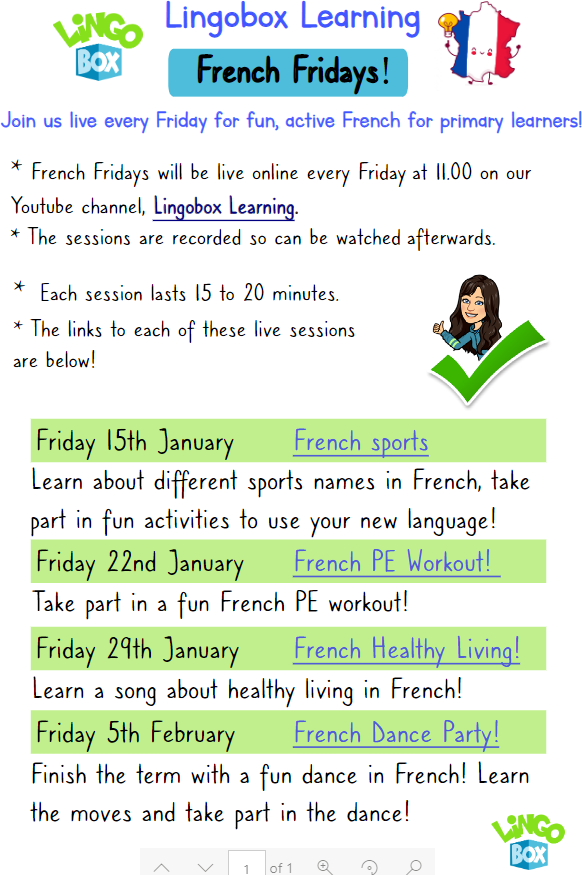 LiNGO
BOX
Lingobox Learning
French Fridays!
Join us live every Friday for fun, active French for primary learners!
* French Fridays will be live online every Friday at 11.00 on our
Youtube channel, Lingobox Learning.
* The sessions are recorded so can be watched afterwards.
* Each session lasts 15 to 20 minutes.
* The links to each of these live sessions
are below!
Friday 15th January French sports
Learn about different sports names in French, take
part in fun activities to use your new language!
Friday 22nd January French PE Workout!
Take part in a fun French PE workout!
Friday 29th January French Healthy Living!
Learn a song about healthy living in French!
Friday 5th February French Dance Party!
Finish the term with a fun dance in French! Learn
the moves and take part in the dance!
LiNGO
BOX
1 of 1